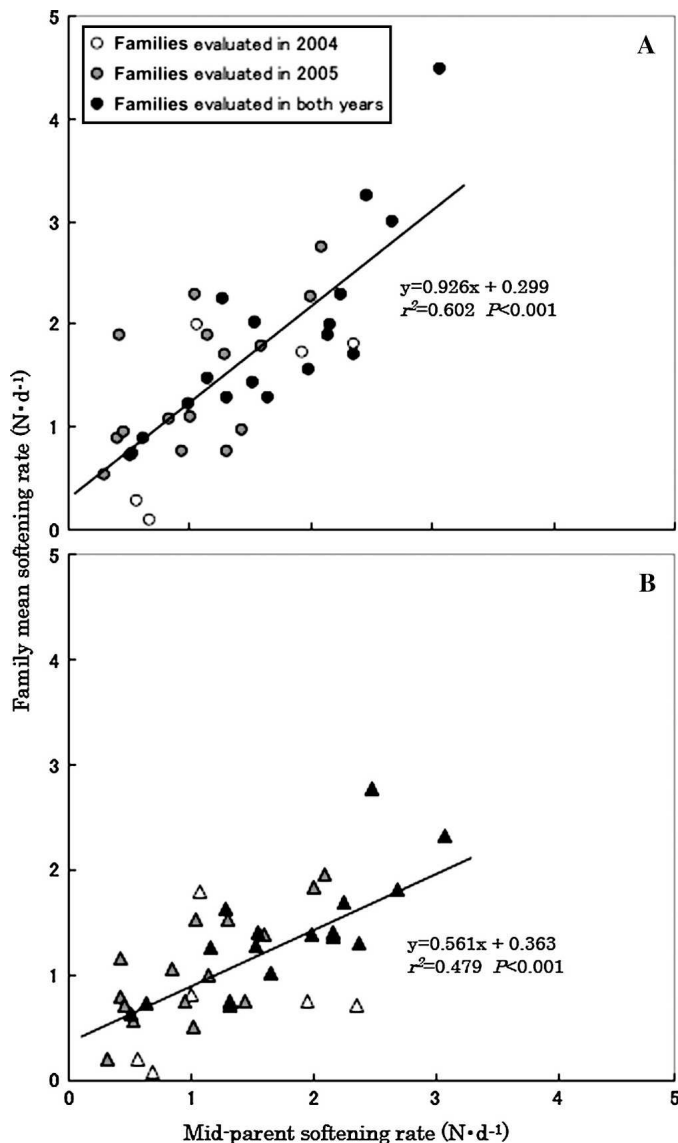 5
A
Families evaluated in 2004
Families evaluated in 2005
Families evaluated in both years
4
3
y=0.926x + 0.299
r²=0.602 P<0.001
2
1
0
Family mean softening rate (N·d⁻¹)
5
B
4
3
2
y=0.561x + 0.363
r²=0.479 P<0.001
1
0
0 1 2 3 4 5
Mid-parent softening rate (N·d⁻¹)